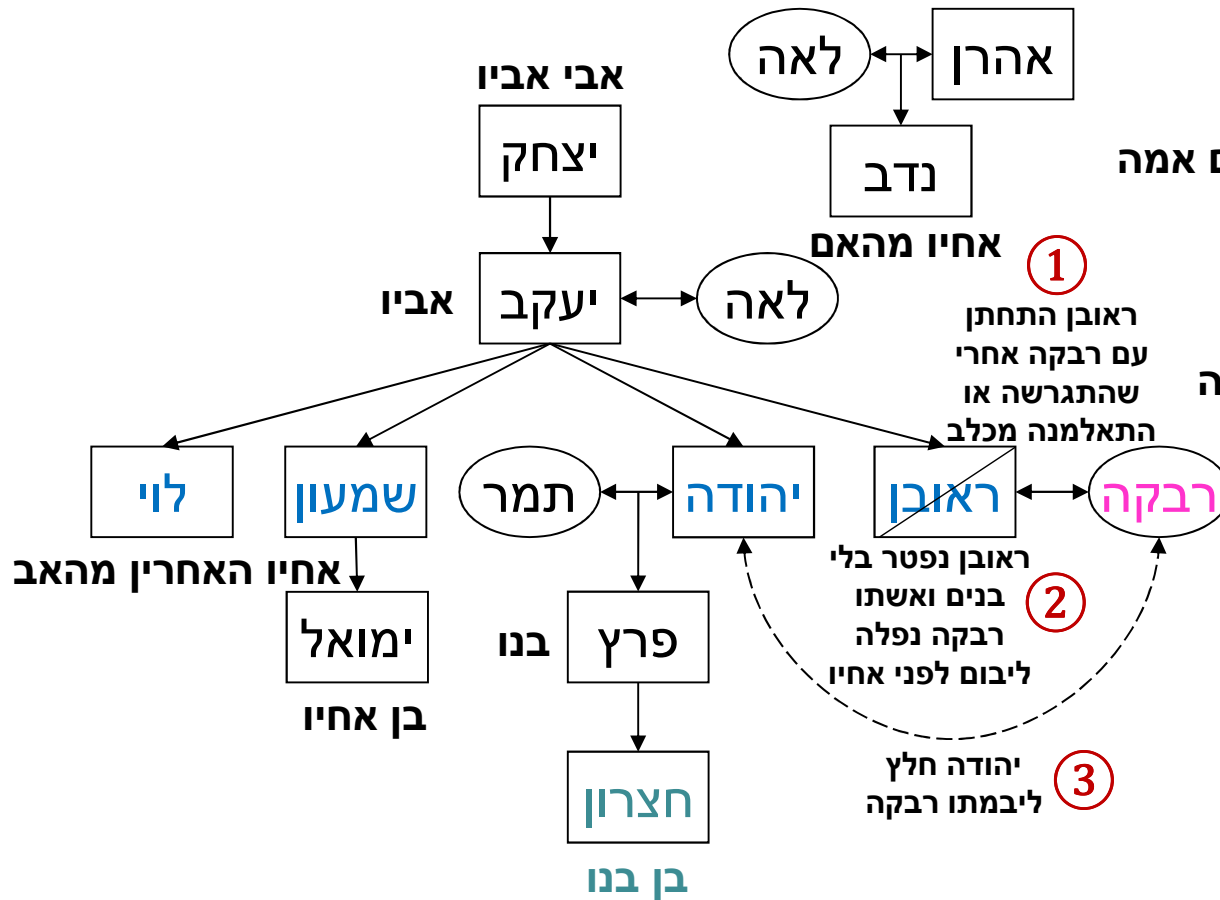 אהרן
לאה
אבי אביו
יצחק
נדב
אמה
אחיו מהאם
1
יעקב
אביו
לאה
ראובן התחתן
עם רבקה אחרי
שהתגרשה או
התאלמנה מכלב
רבקה
ראובן
יהודה
תמר
שמעון
לוי
אחיו האחרין מהאב
ראובן נפטר בלי
בנים ואשתו
רבקה נפלה
ליבום לפני אחיו
2
פרץ
בנו
ימואל
בן אחיו
יהודה חלץ
ליבמתו רבקה
3
חצרון
בן בנו